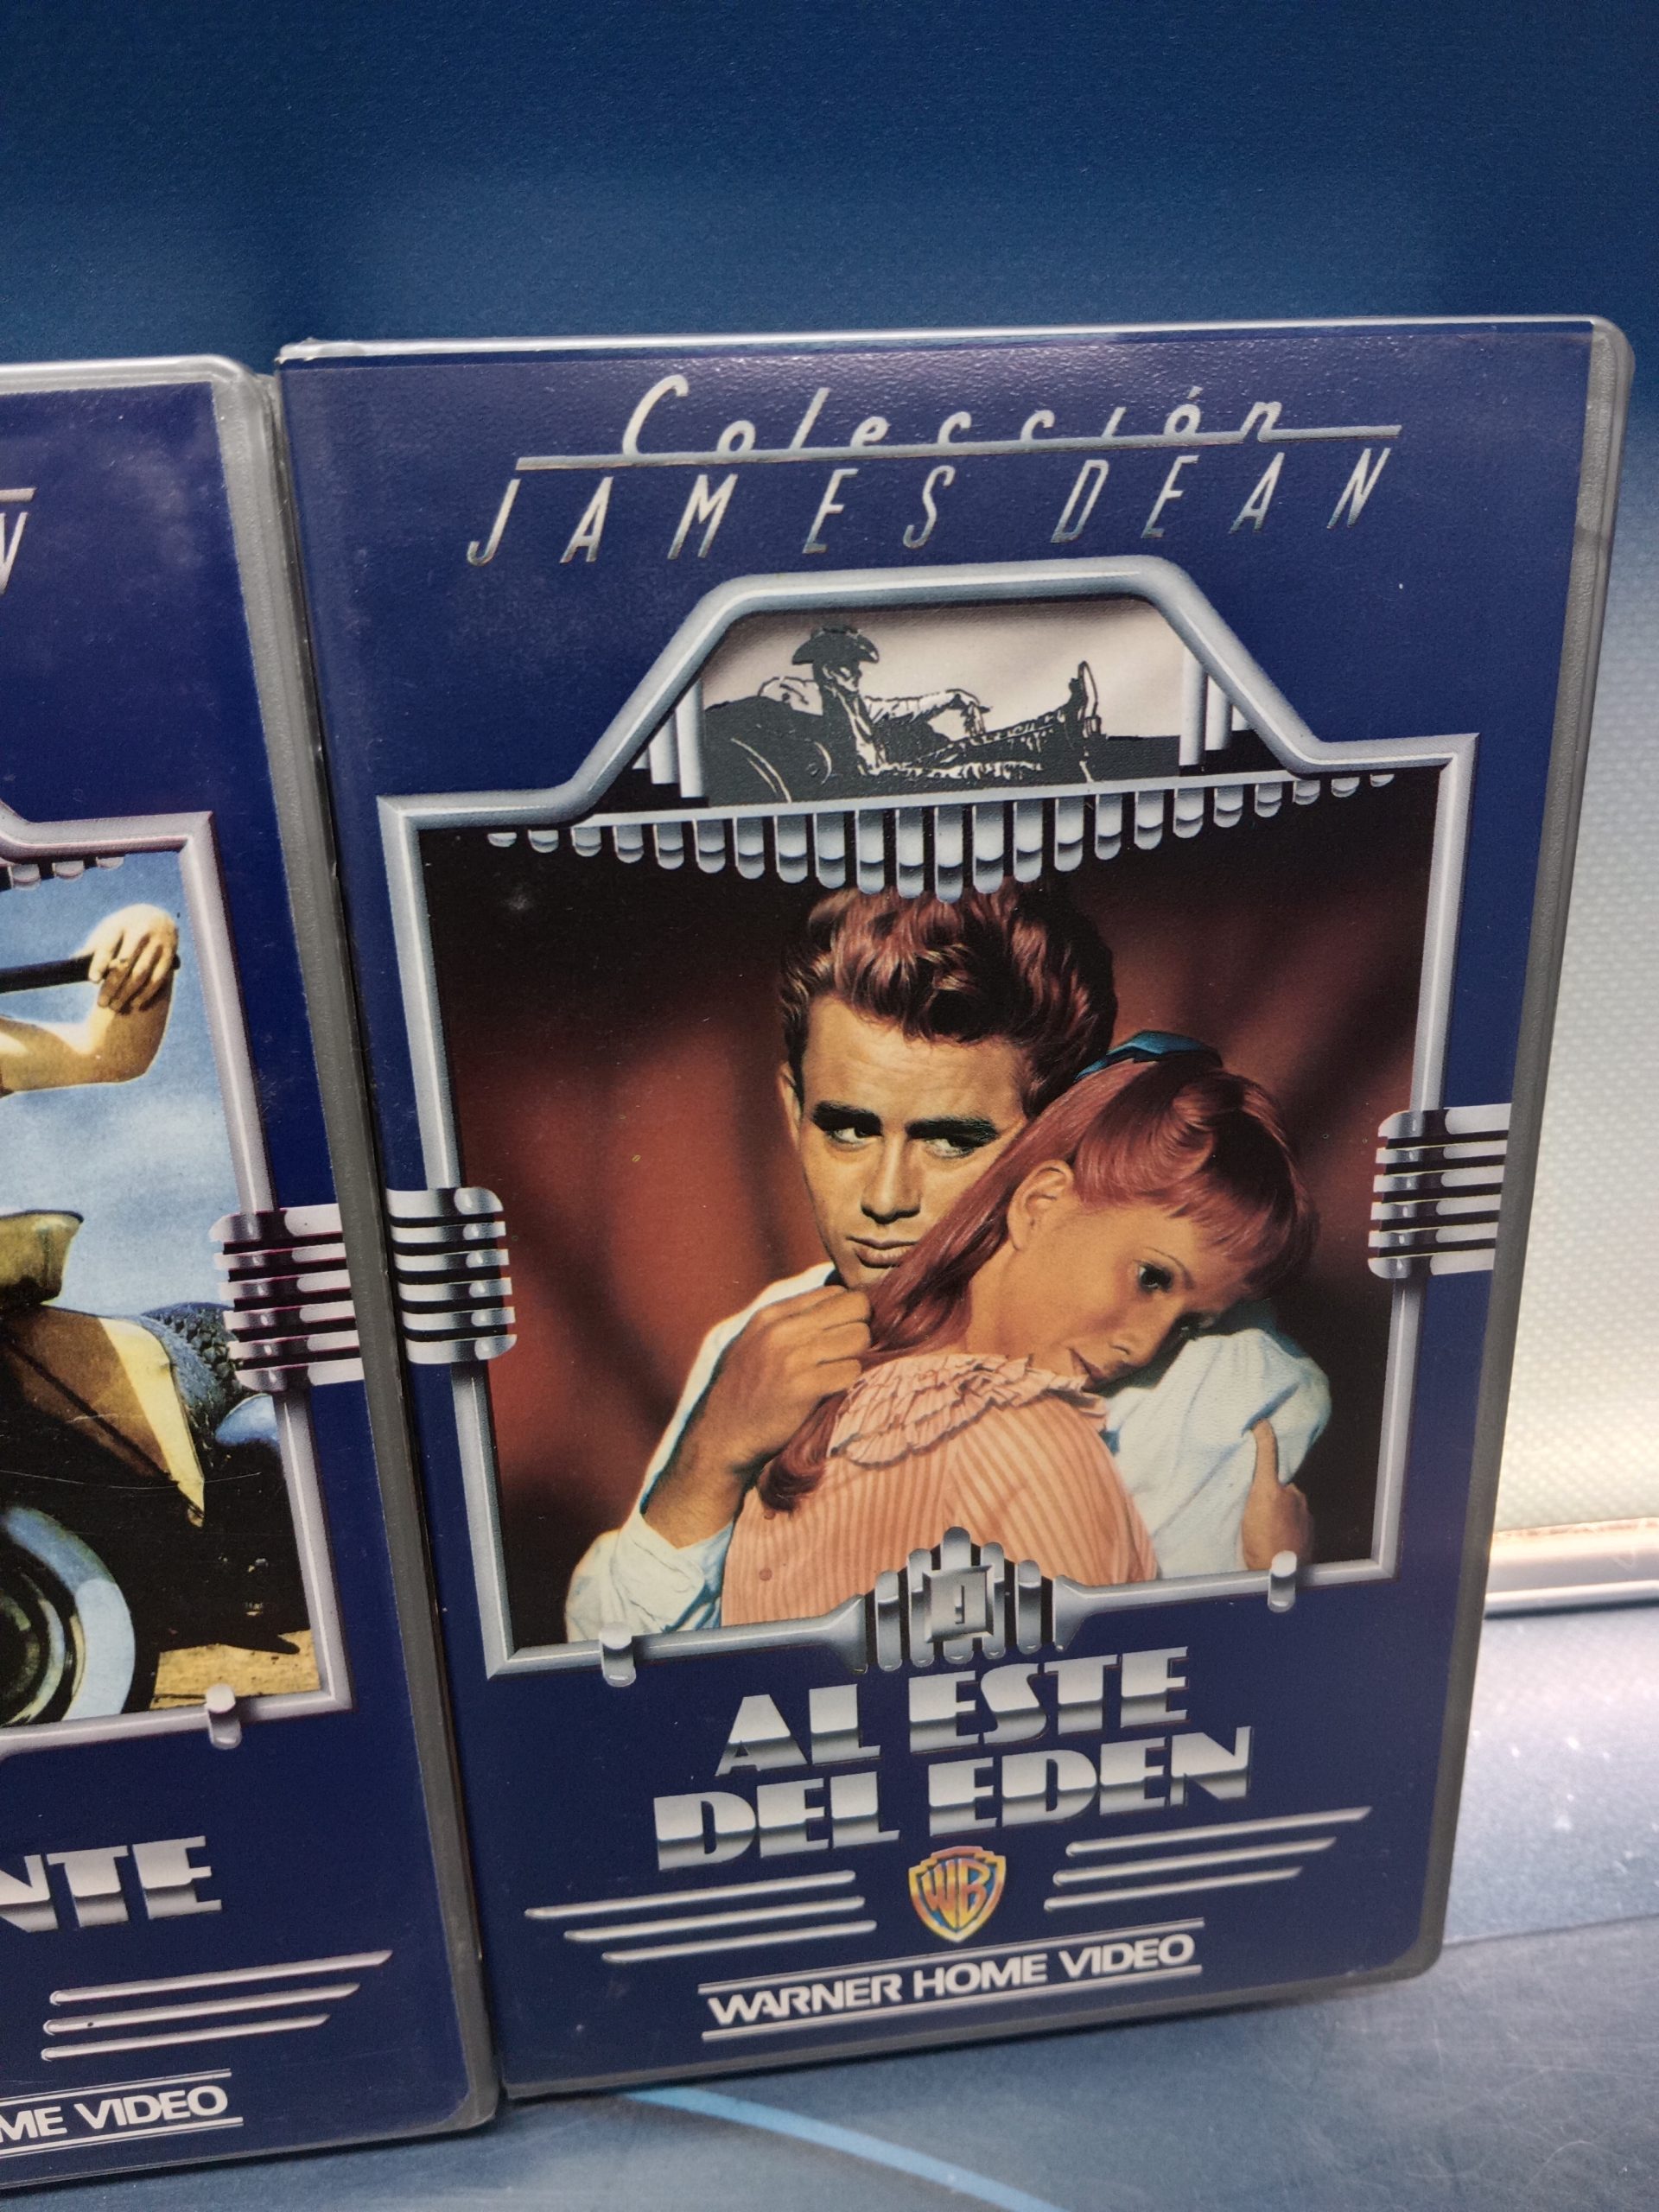 Colección
JAMES DEAN
AL ESTE
DEL EDEN
WB
WARNER HOME VIDEO
N
NTE
ME VIDEO